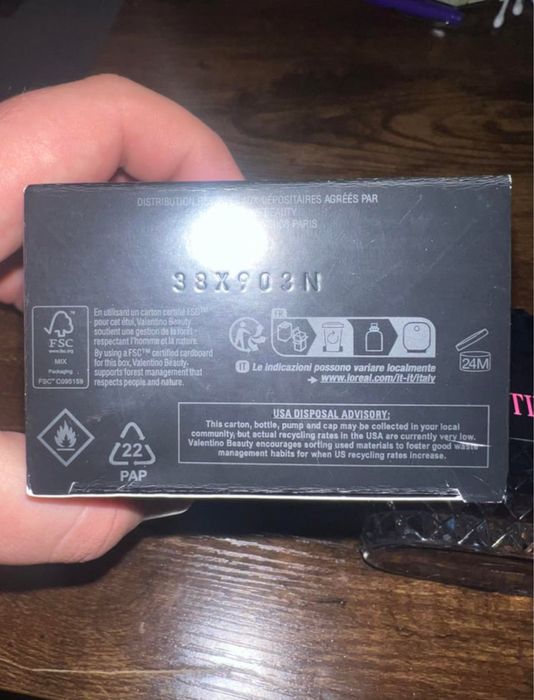 DISTRIBUTION AUX DÉPOSITAIRES AGRÉÉS PAR
BEAUTY
PARIS
38X903N
FSC
www.fsc.org
MIX
Packaging
FSC™ C095159
En utilisant un carton certifié FSC™
pour cet étui, Valentino Beauty
soutient une gestion de la forêt
respectant l'homme et la nature.
By using a FSC™ certified cardboard
for this box, Valentino Beauty
supports forest management that
respects people and nature.
FR
IT Le indicazioni possono variare localmente
www.loreal.com/it-it/italy
24M
22
PAP
USA DISPOSAL ADVISORY:
This carton, bottle, pump and cap may be collected in your local
community, but actual recycling rates in the USA are currently very low.
Valentino Beauty encourages sorting used materials to foster good waste
management habits for when US recycling rates increase.
TI